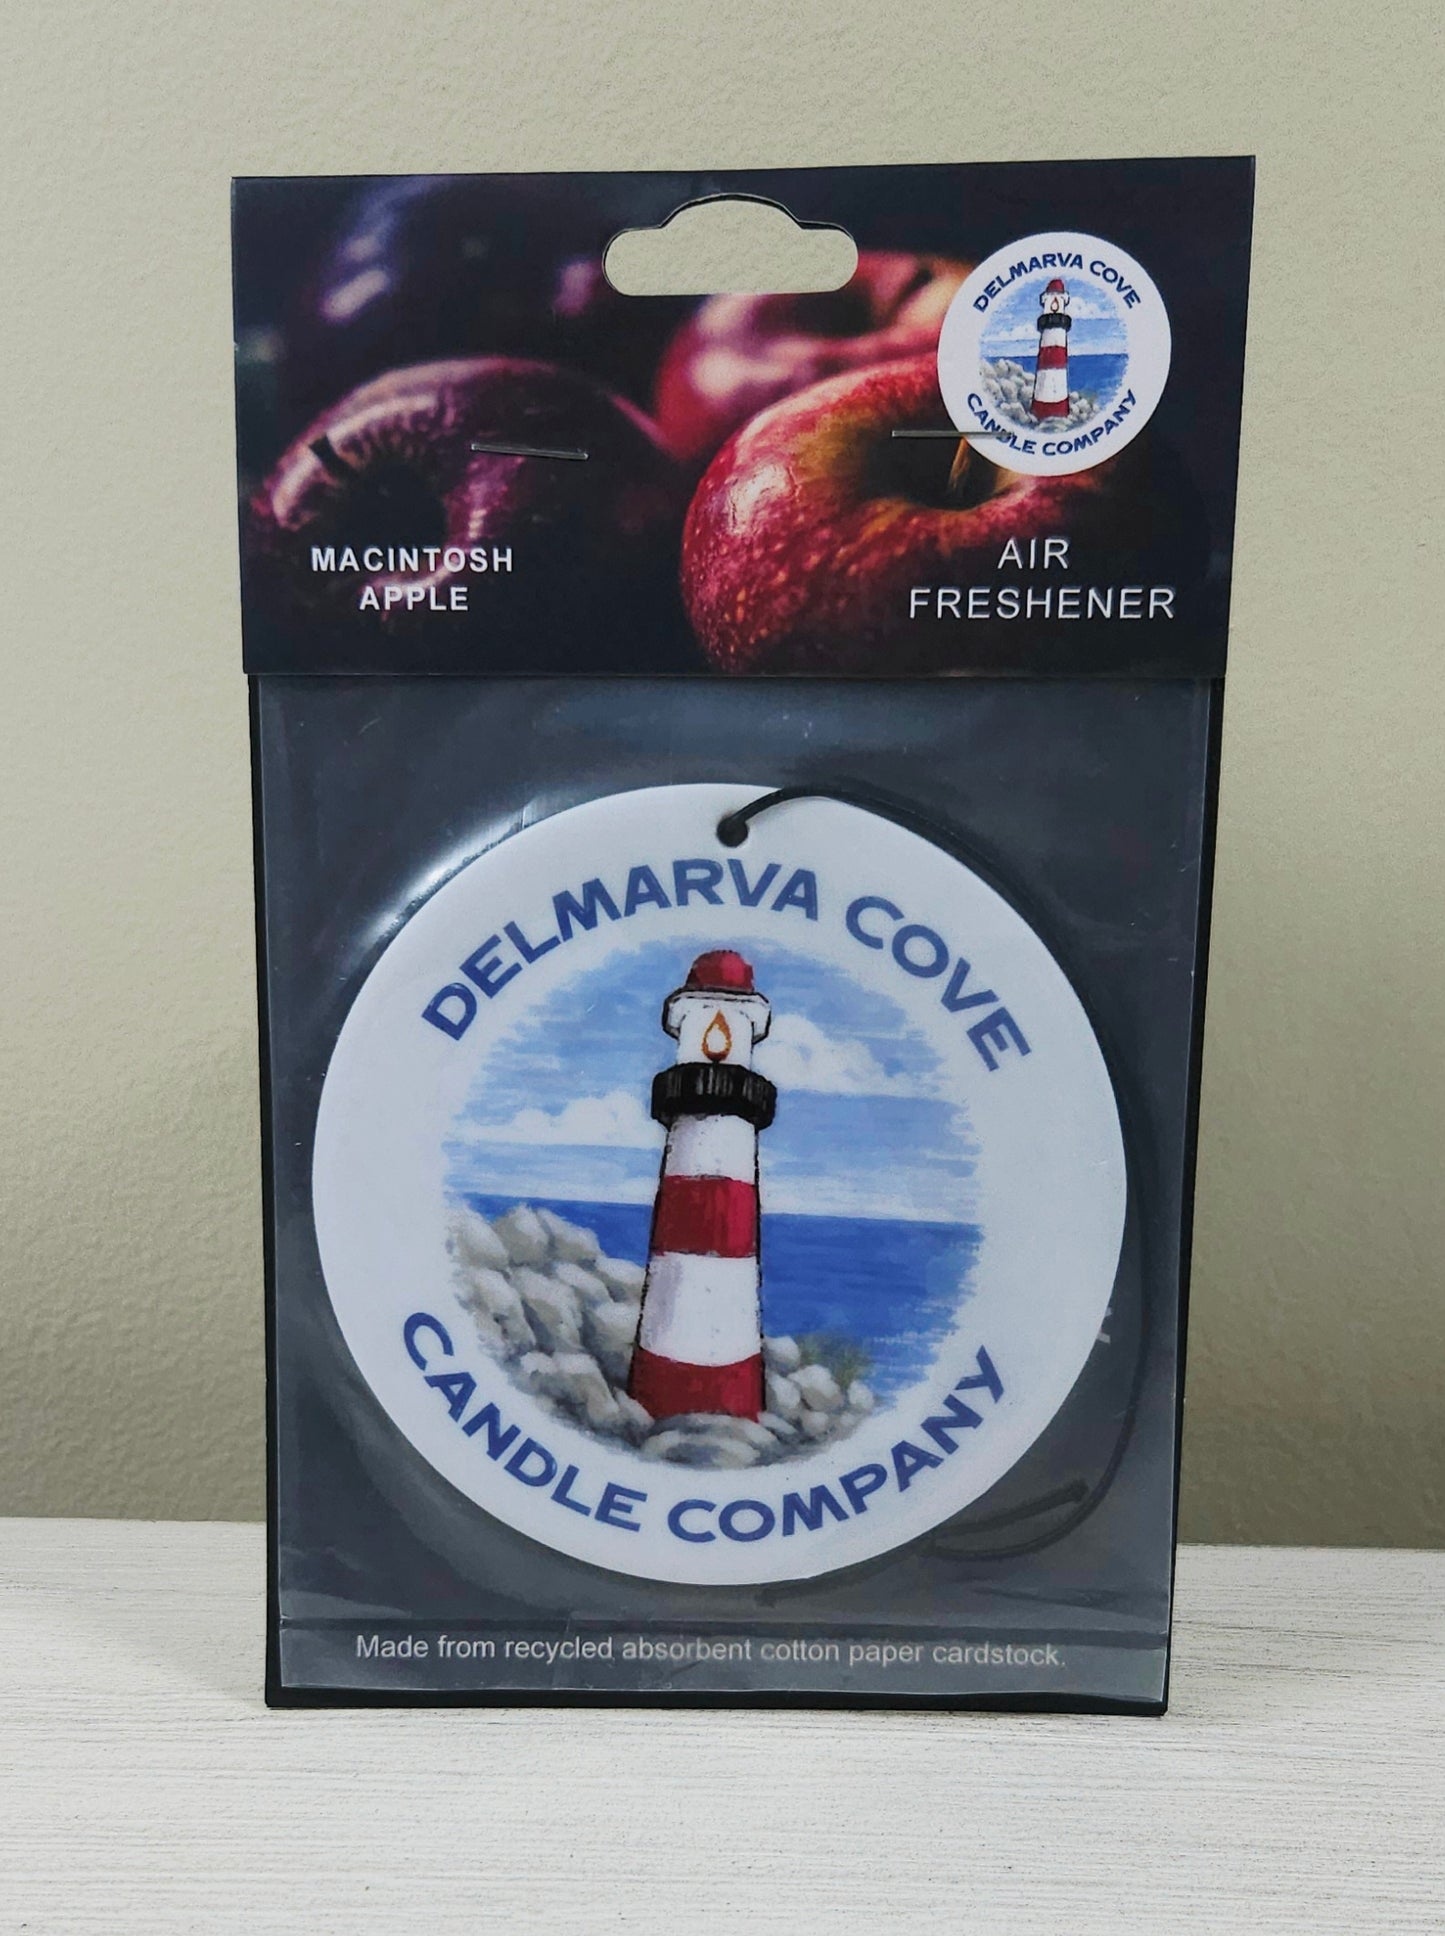 DELMARVA COVE
CANDLE COMPANY
MACINTOSH
APPLE
AIR
FRESHENER
DELMARVA COVE
CANDLE COMPANY
Made from recycled absorbent cotton paper cardstock.